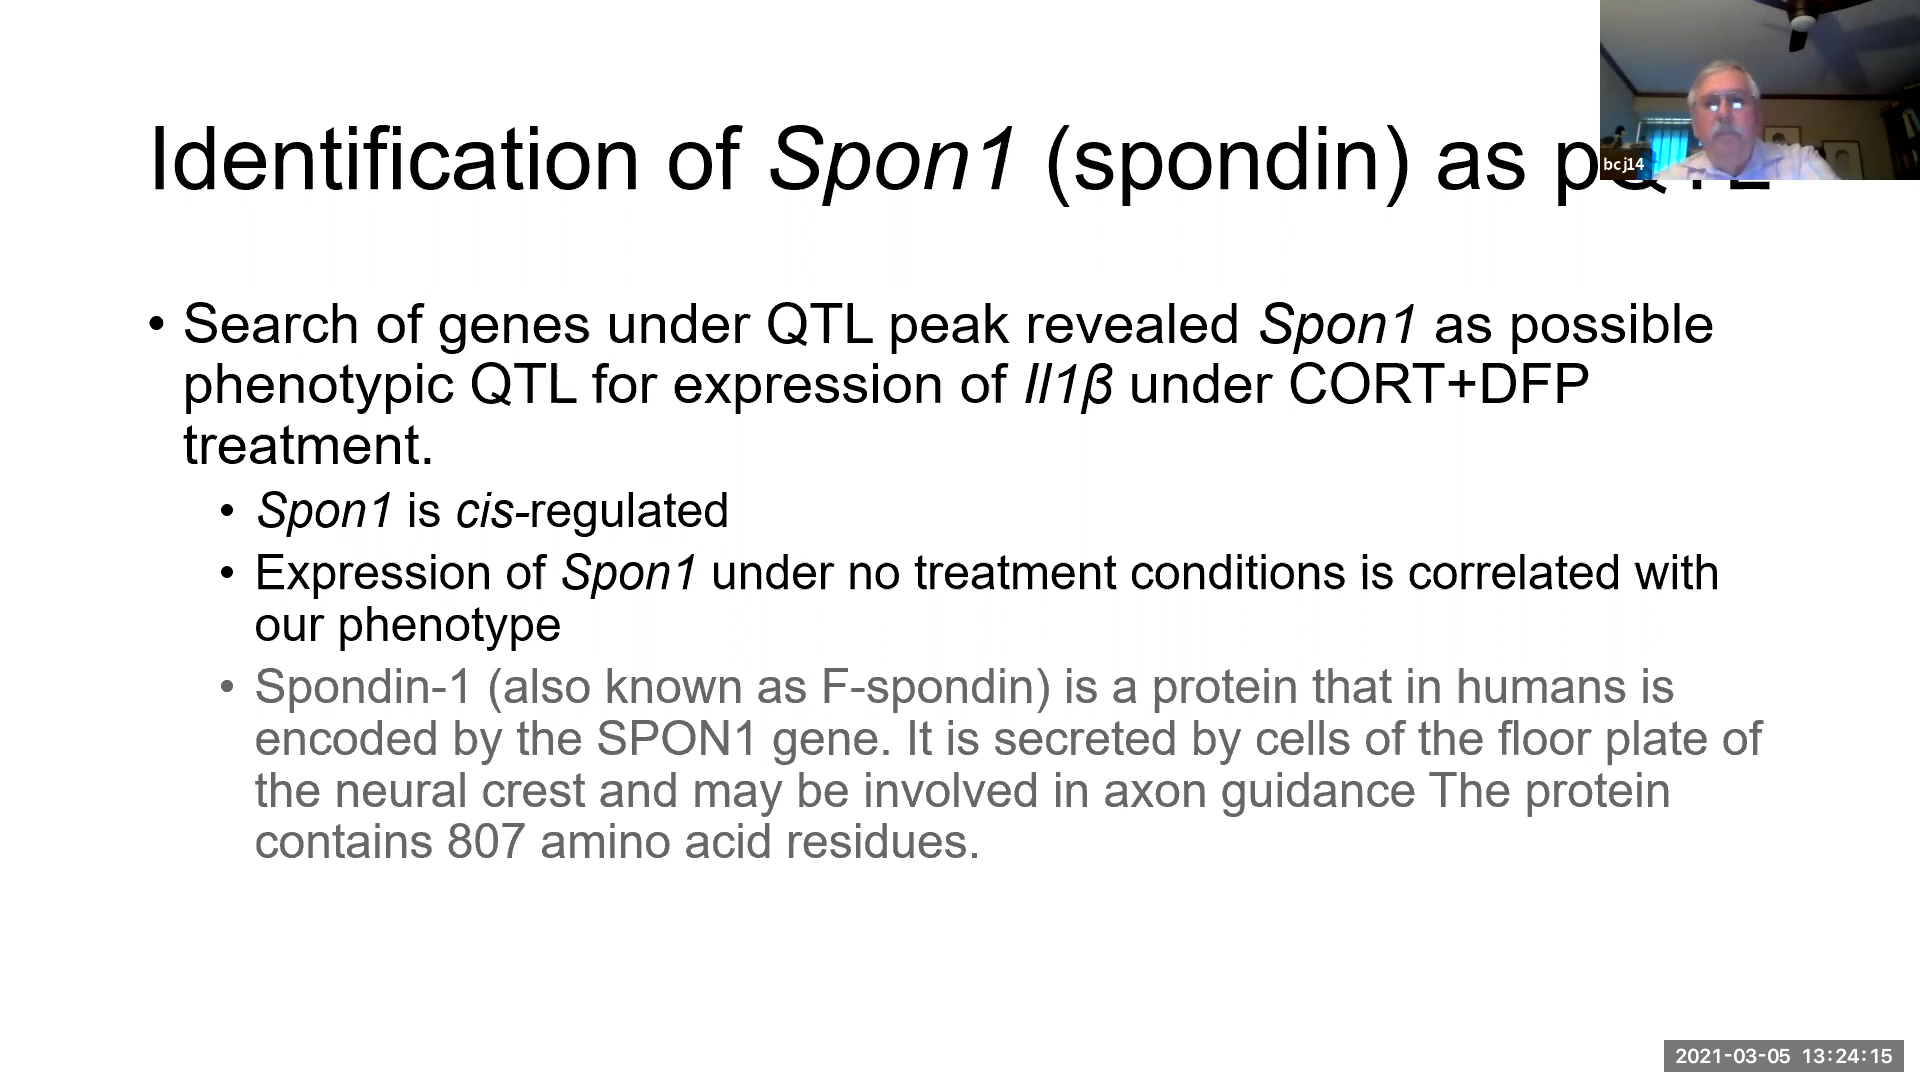 Identification of Spon1 (spondin) as
bcj14
• Search of genes under QTL peak revealed Spon1 as possible
phenotypic QTL for expression of Il1β under CORT+DFP
treatment.
• Spon1 is cis-regulated
• Expression of Spon1 under no treatment conditions is correlated with
our phenotype
• Spondin-1 (also known as F-spondin) is a protein that in humans is
encoded by the SPON1 gene. It is secreted by cells of the floor plate of
the neural crest and may be involved in axon guidance The protein
contains 807 amino acid residues.
2021-03-05 13:24:15